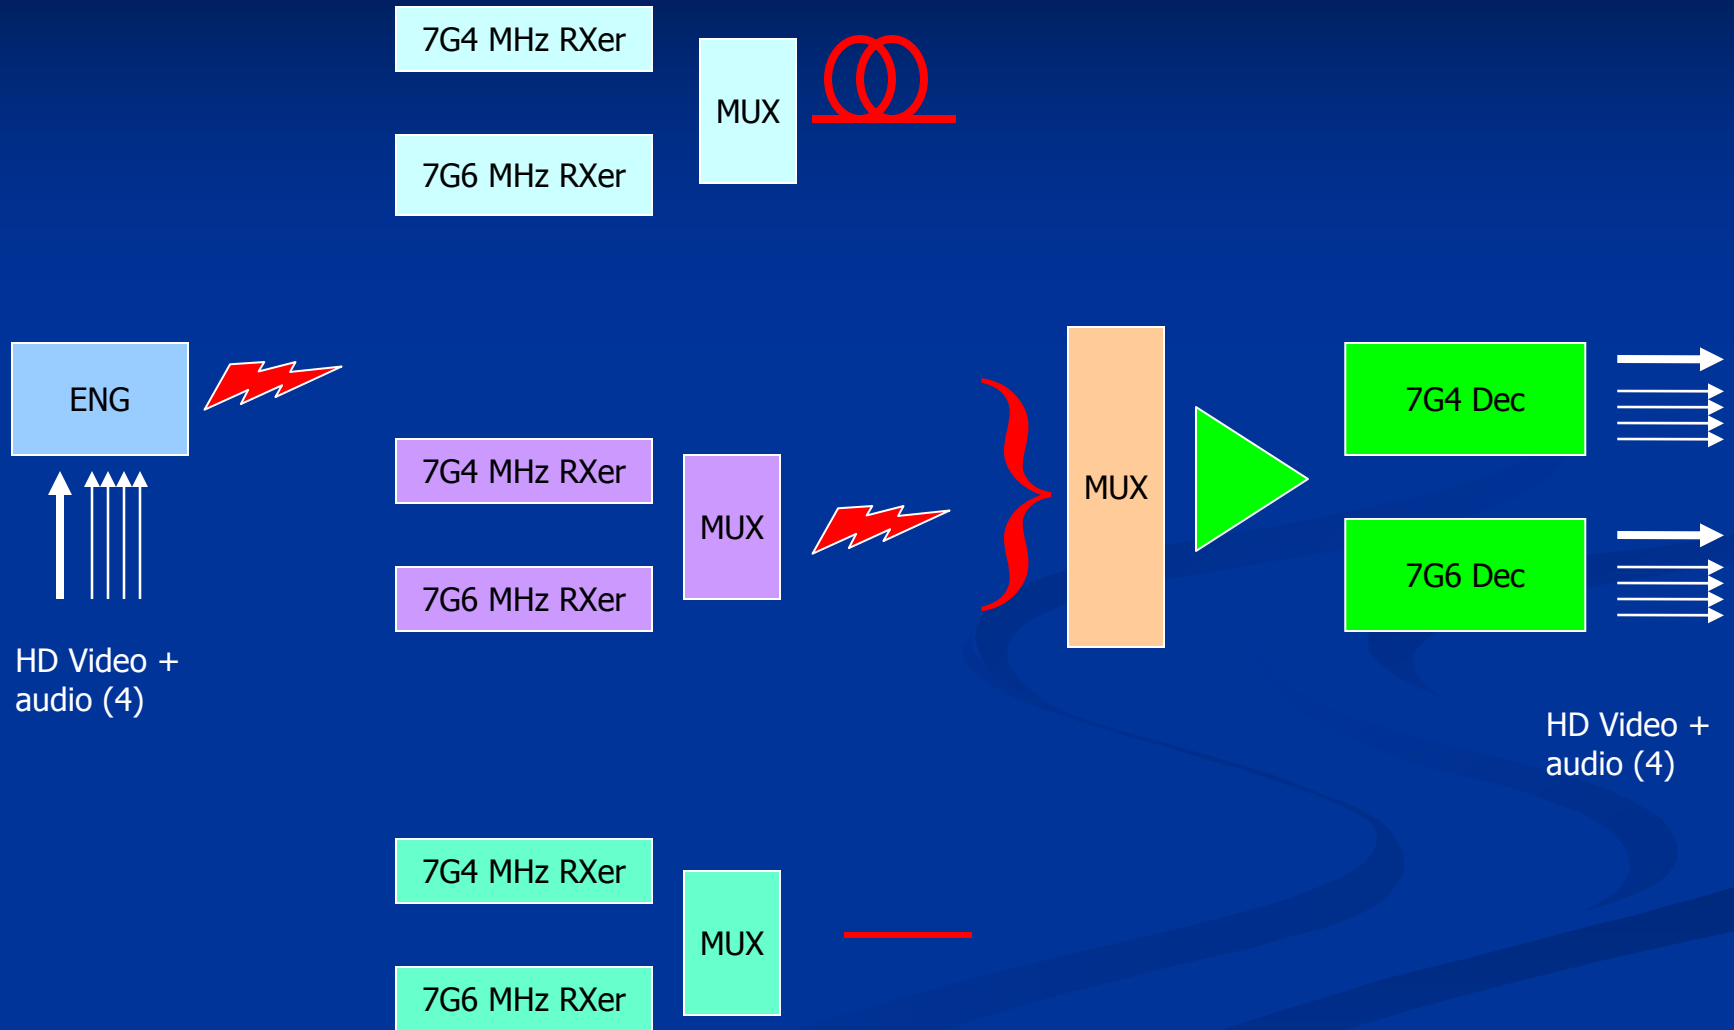 7G4 MHz RXer
MUX
7G6 MHz RXer
ENG
7G4 Dec
7G4 MHz RXer
MUX
MUX
7G6 Dec
7G6 MHz RXer
HD Video +
audio (4)
HD Video +
audio (4)
7G4 MHz RXer
MUX
7G6 MHz RXer